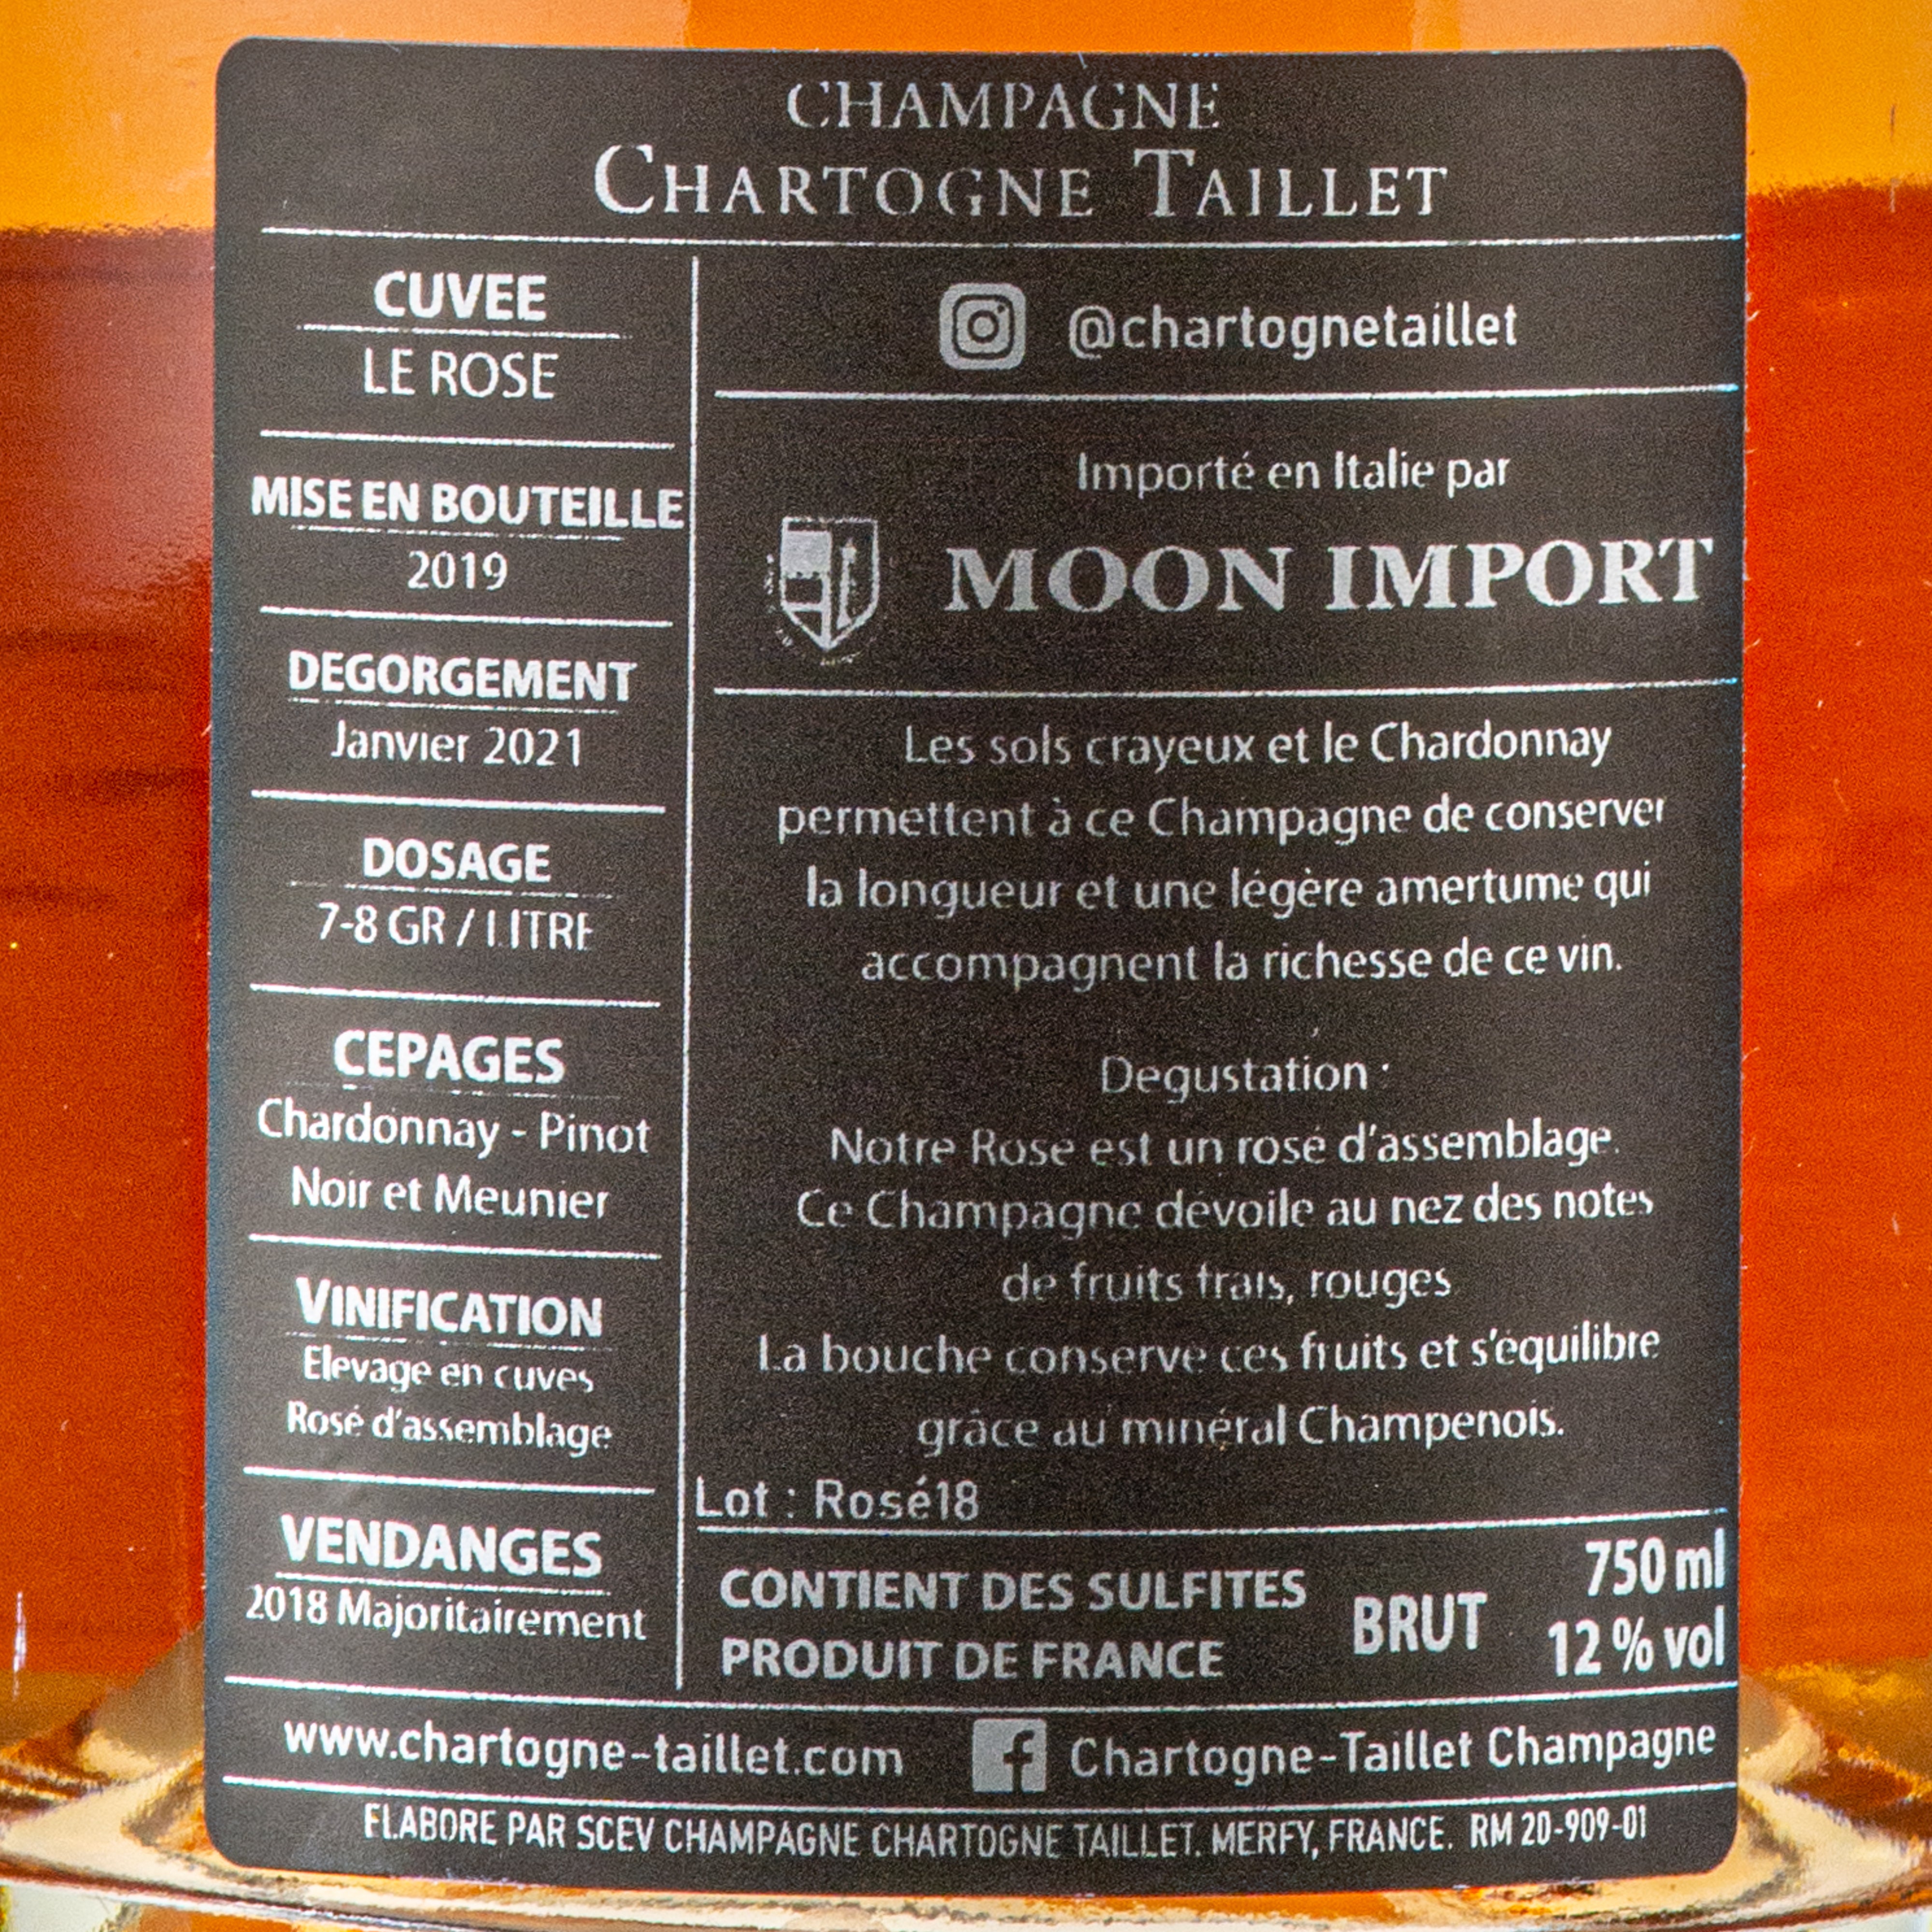 CHAMPAGNE
CHARTOGNE TAILLET
CUVEE
LE ROSE
MISE EN BOUTEILLE
2019
DEGORGEMENT
Janvier 2021
DOSAGE
7-8 GR / LITRE
CEPAGES
Chardonnay - Pinot
Noir et Meunier
VINIFICATION
Elevage en cuves
Rosé d'assemblage
VENDANGES
2018 Majoritairement
@chartognetaillet
Importé en Italie par
MOON IMPORT
Les sols crayeux et le Chardonnay
permettent à ce Champagne de conserver
la longueur et une légère amertume qui
accompagnent la richesse de ce vin.
Degustation :
Notre Rose est un rosé d'assemblage.
Ce Champagne dévoile au nez des notes
de fruits frais, rouges
La bouche conserve ces fruits et s'équilibre
grâce au minéral Champenois.
Lot : Rosé18
CONTIENT DES SULFITES
PRODUIT DE FRANCE
BRUT
750 ml
12 % vol
www.chartogne-taillet.com
Chartogne-Taillet Champagne
ELABORE PAR SCEV CHAMPAGNE CHARTOGNE TAILLET. MERFY, FRANCE. RM 20-909-01